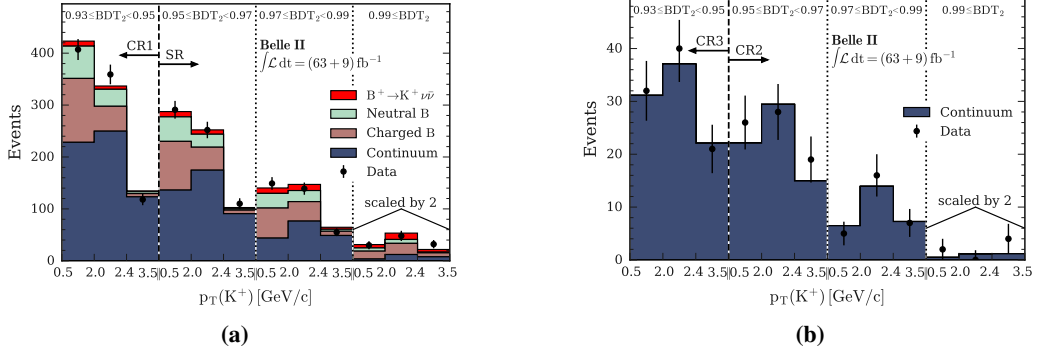 0.93≤BDT₂<0.95 0.95≤BDT₂<0.97 0.97≤BDT₂<0.99 0.99≤BDT₂
CR1 SR
Belle II
∫ℒ dt = (63 + 9) fb⁻¹
B⁺→K⁺νν̄
Neutral B
Charged B
Continuum
Data
scaled by 2
Events
400
300
200
100
0
0.5 2.0 2.4 3.5 0.5 2.0 2.4 3.5 0.5 2.0 2.4 3.5 0.5 2.0 2.4 3.5
p_T(K⁺) [GeV/c]
(a)
0.93≤BDT₂<0.95 0.95≤BDT₂<0.97 0.97≤BDT₂<0.99 0.99≤BDT₂
CR3 CR2
Belle II
∫ℒ dt = (63 + 9) fb⁻¹
Continuum
Data
scaled by 2
Events
40
30
20
10
0
0.5 2.0 2.4 3.5 0.5 2.0 2.4 3.5 0.5 2.0 2.4 3.5 0.5 2.0 2.4 3.5
p_T(K⁺) [GeV/c]
(b)